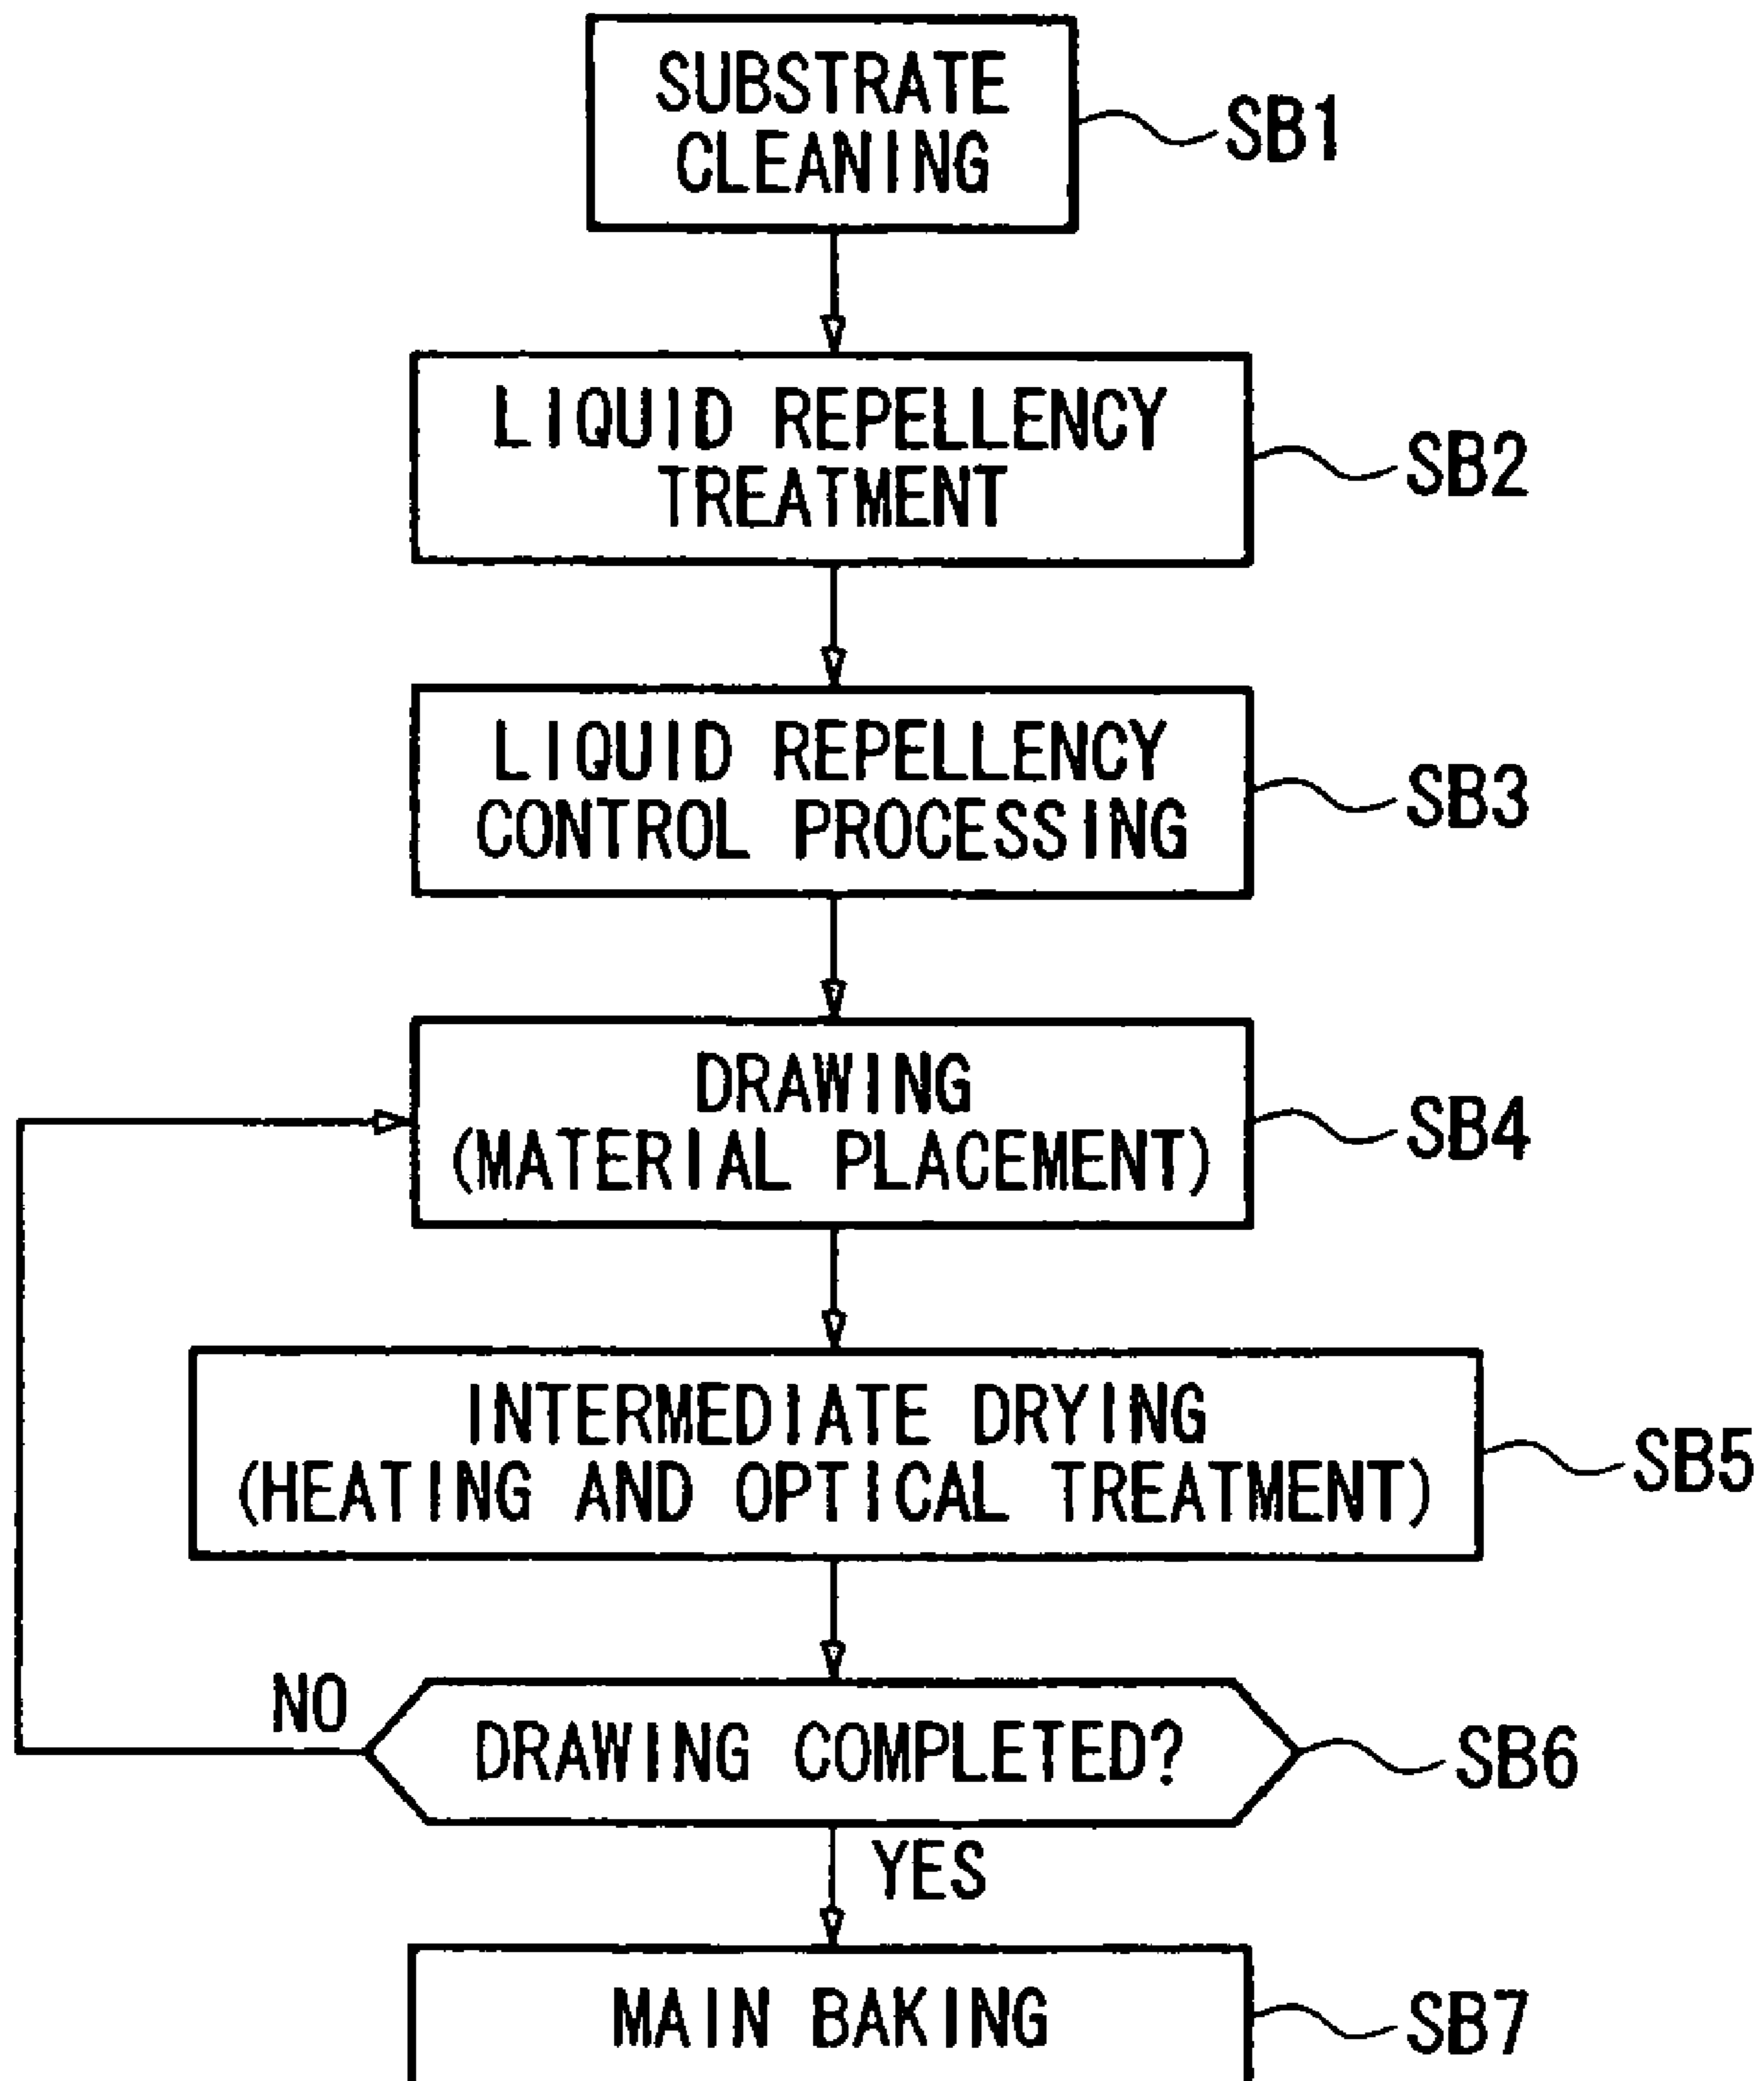 SUBSTRATE
CLEANING
SB1
LIQUID REPELLENCY
TREATMENT
SB2
LIQUID REPELLENCY
CONTROL PROCESSING
SB3
DRAWING
(MATERIAL PLACEMENT)
SB4
INTERMEDIATE DRYING
(HEATING AND OPTICAL TREATMENT)
SB5
NO
DRAWING COMPLETED?
SB6
YES
MAIN BAKING
SB7